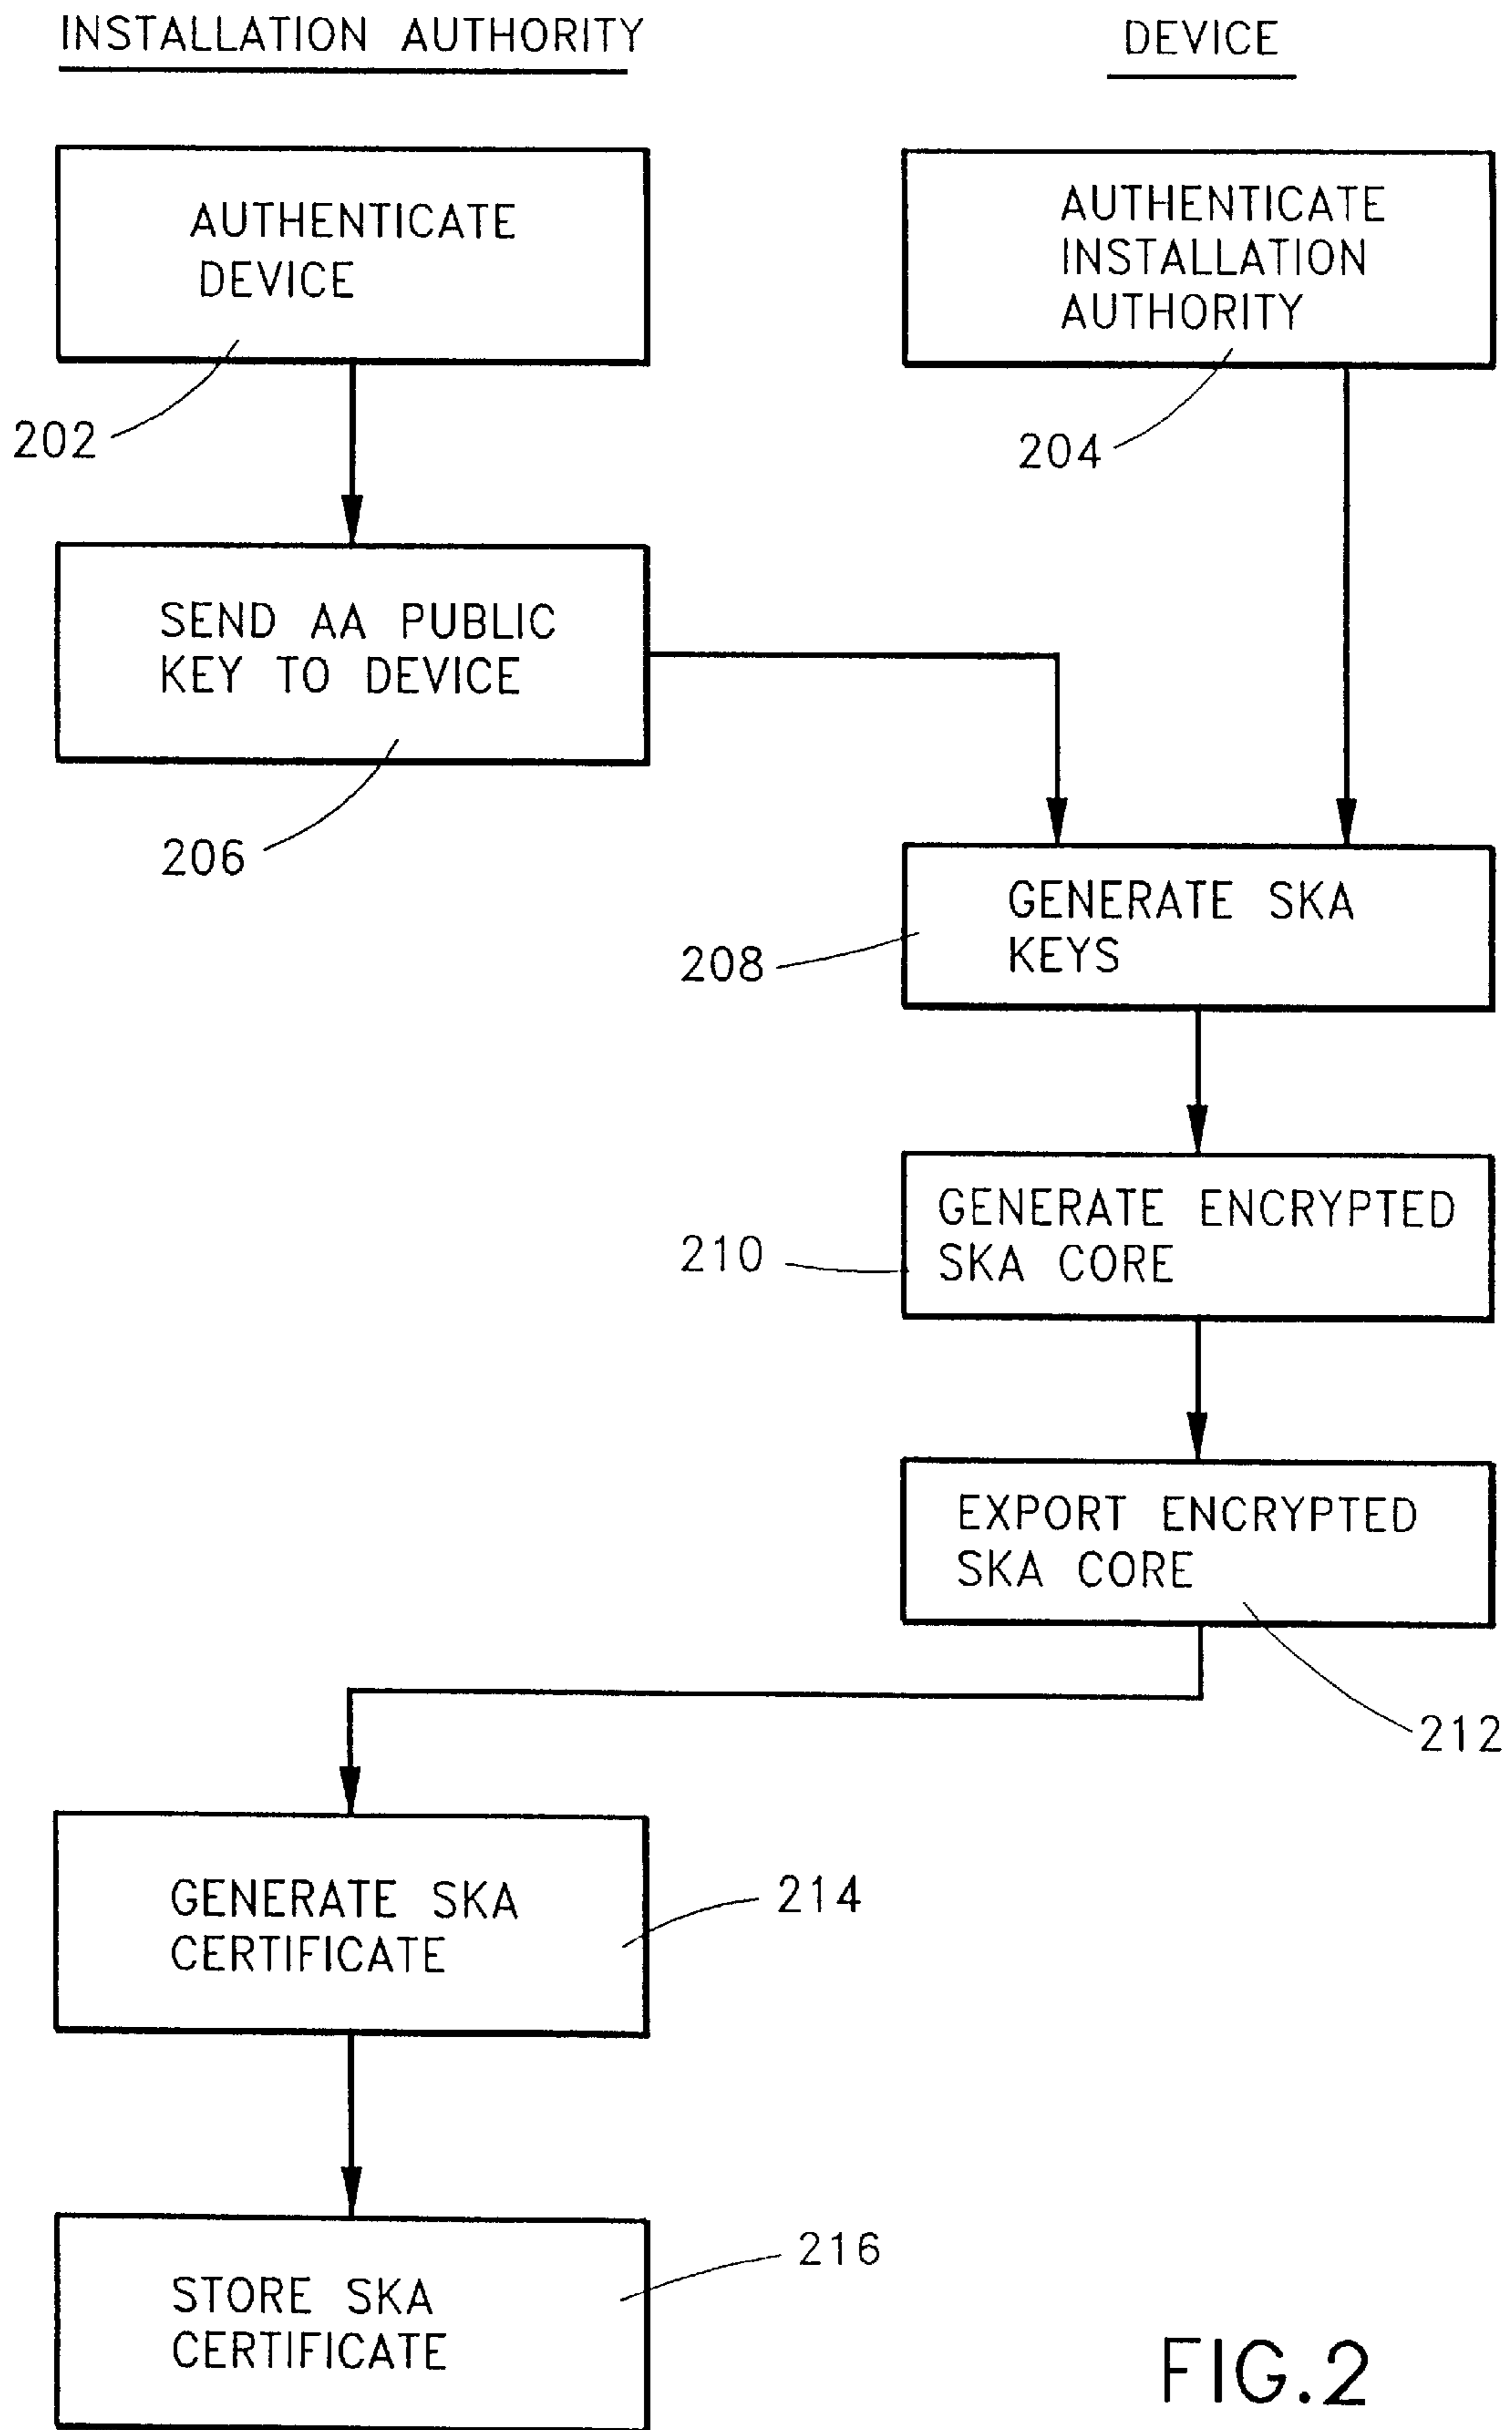 INSTALLATION AUTHORITY
DEVICE
AUTHENTICATE
DEVICE
202
AUTHENTICATE
INSTALLATION
AUTHORITY
204
SEND AA PUBLIC
KEY TO DEVICE
206
GENERATE SKA
KEYS
208
GENERATE ENCRYPTED
SKA CORE
210
EXPORT ENCRYPTED
SKA CORE
212
GENERATE SKA
CERTIFICATE
214
STORE SKA
CERTIFICATE
216
FIG.2